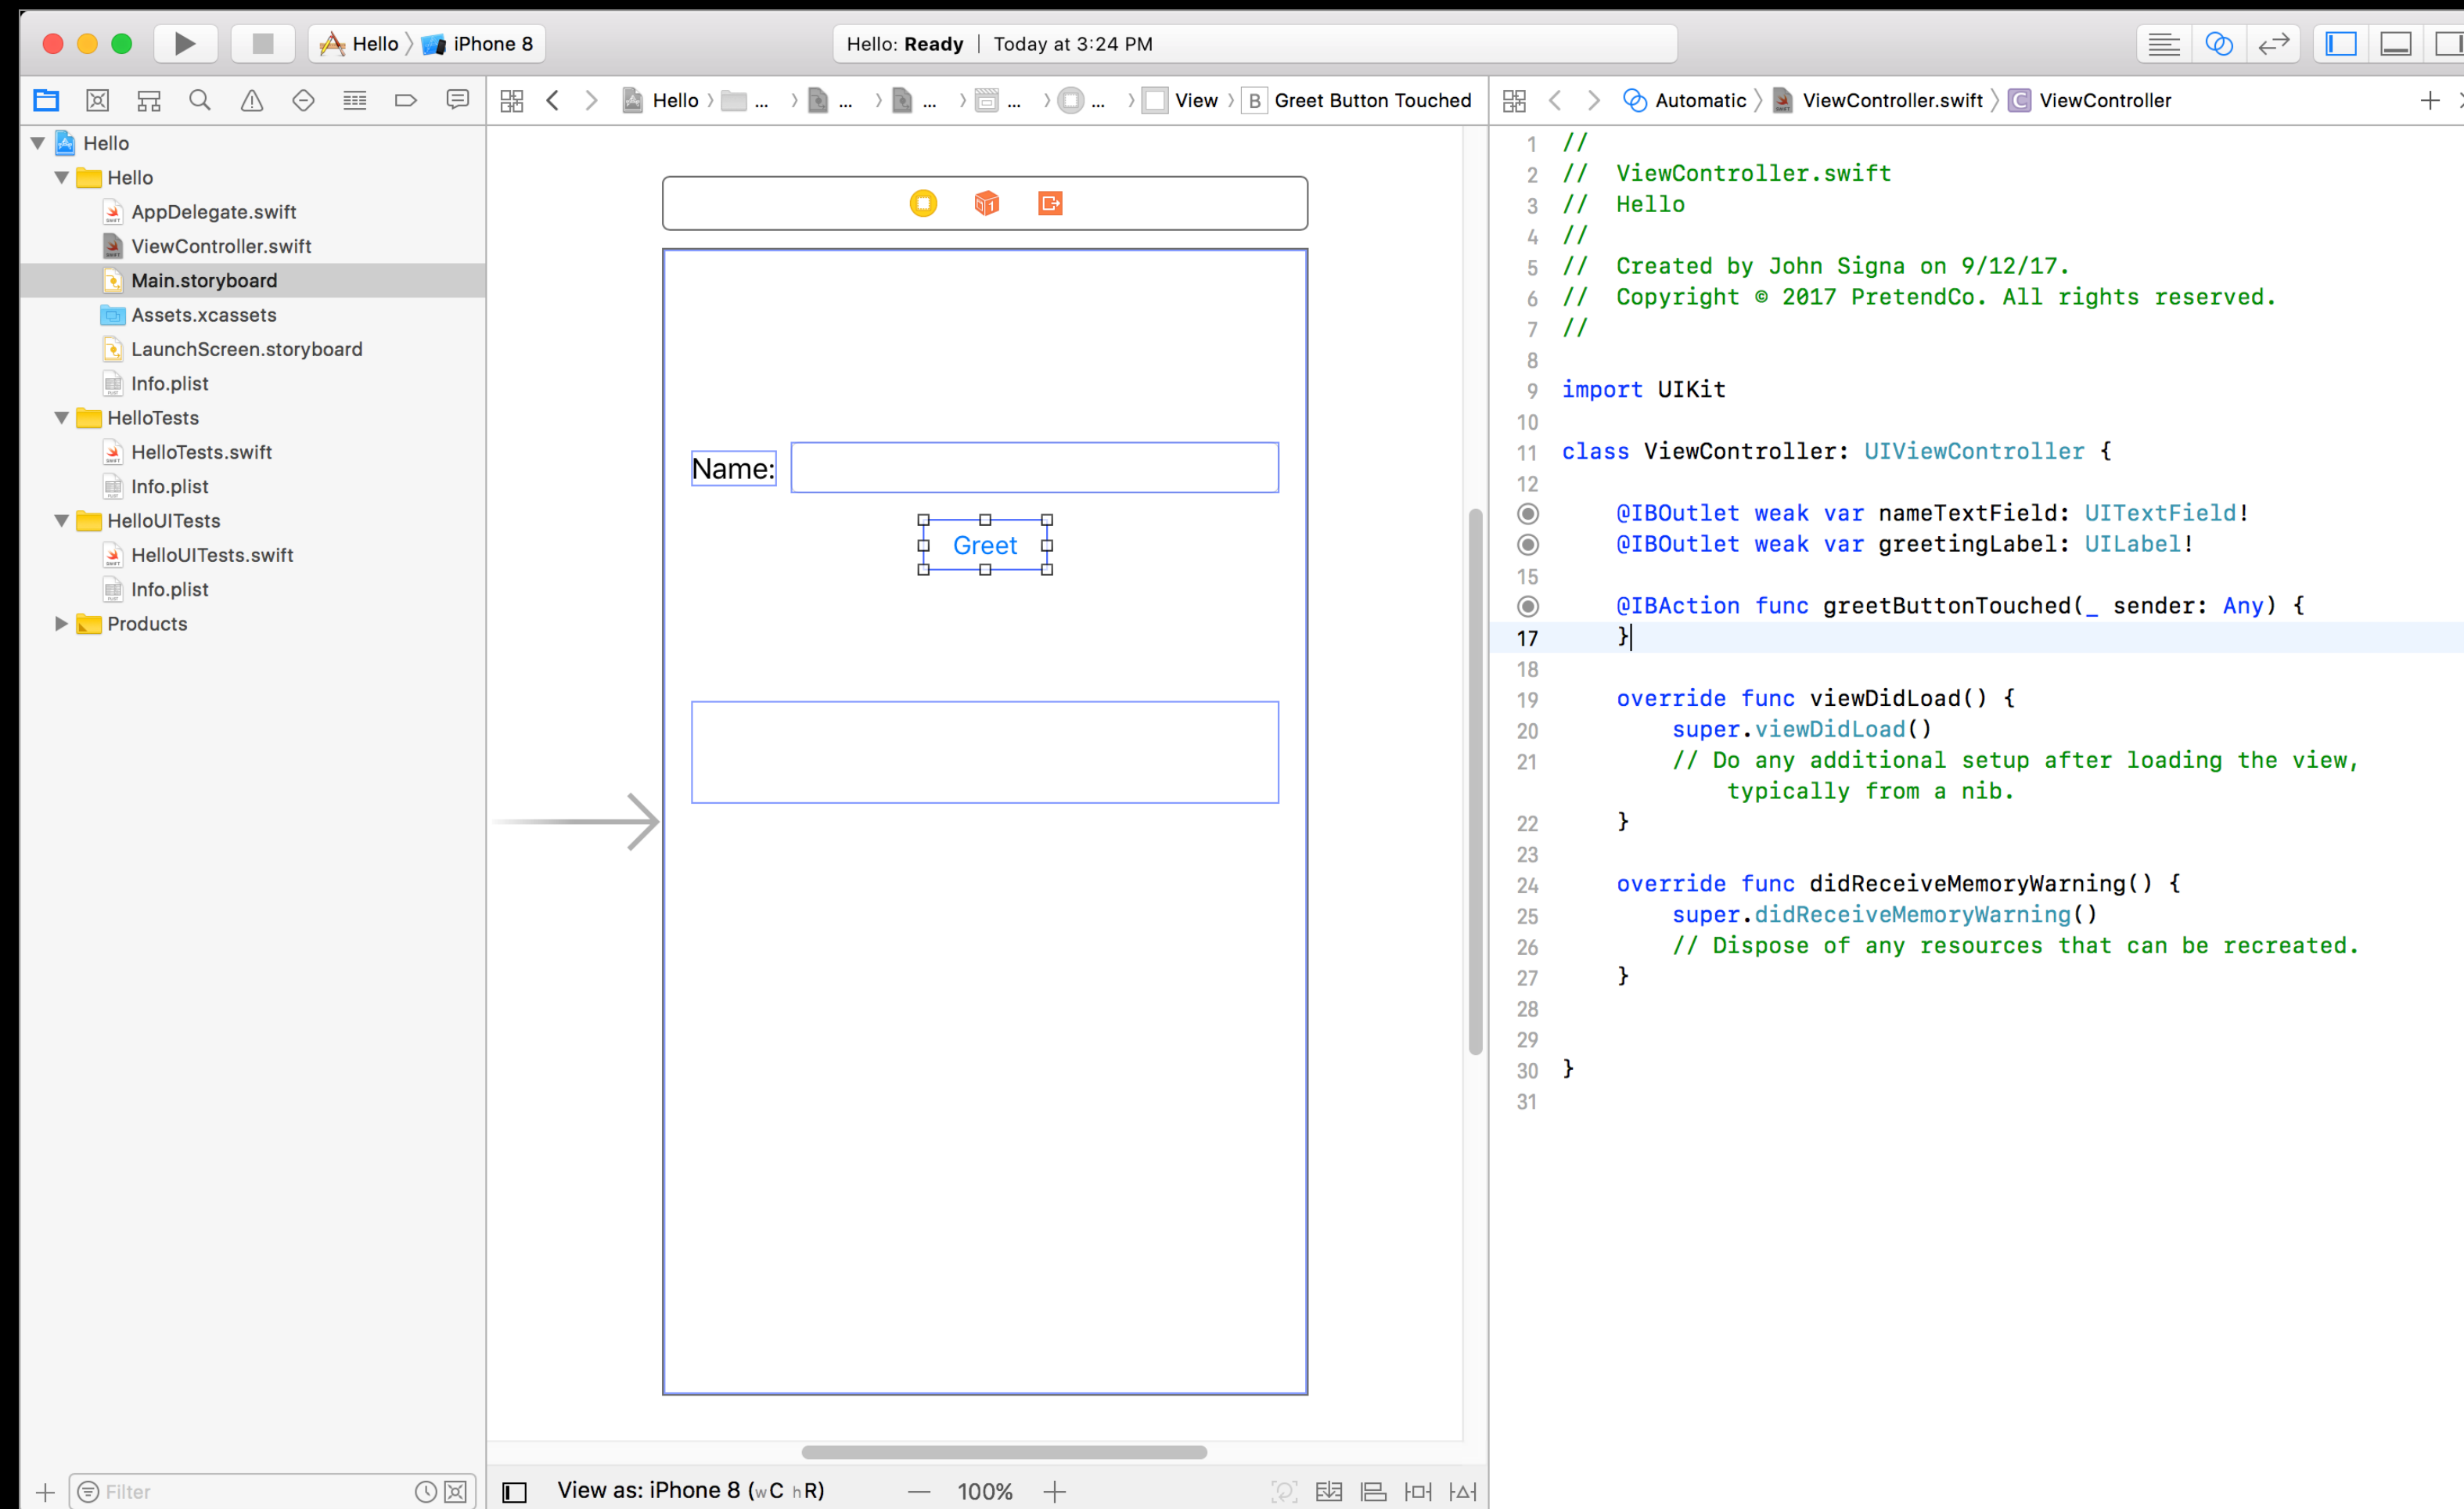 Hello iPhone 8
Hello: Ready | Today at 3:24 PM
Hello ... ... ... ... ... View B Greet Button Touched
Automatic ViewController.swift C ViewController
Hello
Hello
AppDelegate.swift
ViewController.swift
Main.storyboard
Assets.xcassets
LaunchScreen.storyboard
Info.plist
HelloTests
HelloTests.swift
Info.plist
HelloUITests
HelloUITests.swift
Info.plist
Products
Filter
Name:
Greet
View as: iPhone 8 (wC hR)
100%
1 //
2 //  ViewController.swift
3 //  Hello
4 //
5 //  Created by John Signa on 9/12/17.
6 //  Copyright © 2017 PretendCo. All rights reserved.
7 //
8
9 import UIKit
10
11 class ViewController: UIViewController {
12
@IBOutlet weak var nameTextField: UITextField!
@IBOutlet weak var greetingLabel: UILabel!
15
@IBAction func greetButtonTouched(_ sender: Any) {
17 }
18
19 override func viewDidLoad() {
20 super.viewDidLoad()
21 // Do any additional setup after loading the view,
typically from a nib.
22 }
23
24 override func didReceiveMemoryWarning() {
25 super.didReceiveMemoryWarning()
26 // Dispose of any resources that can be recreated.
27 }
28
29
30 }
31